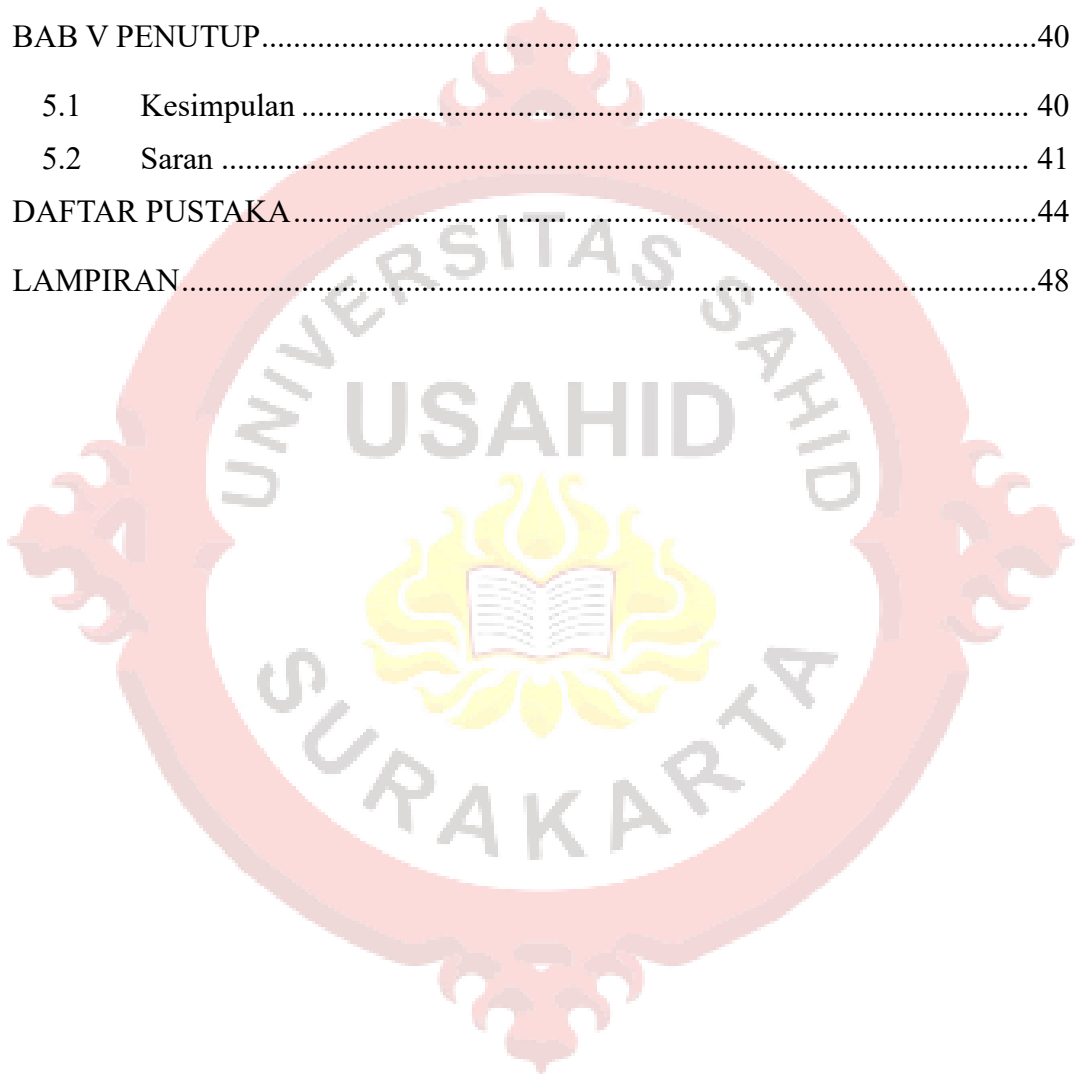 BAB V PENUTUP....................................................................................................40
5.1 Kesimpulan .............................................................................................. 40
5.2 Saran ........................................................................................................ 41
DAFTAR PUSTAKA................................................................................................44
LAMPIRAN..............................................................................................................48
UNIVERSITAS SAHID
USAHID
SURAKARTA